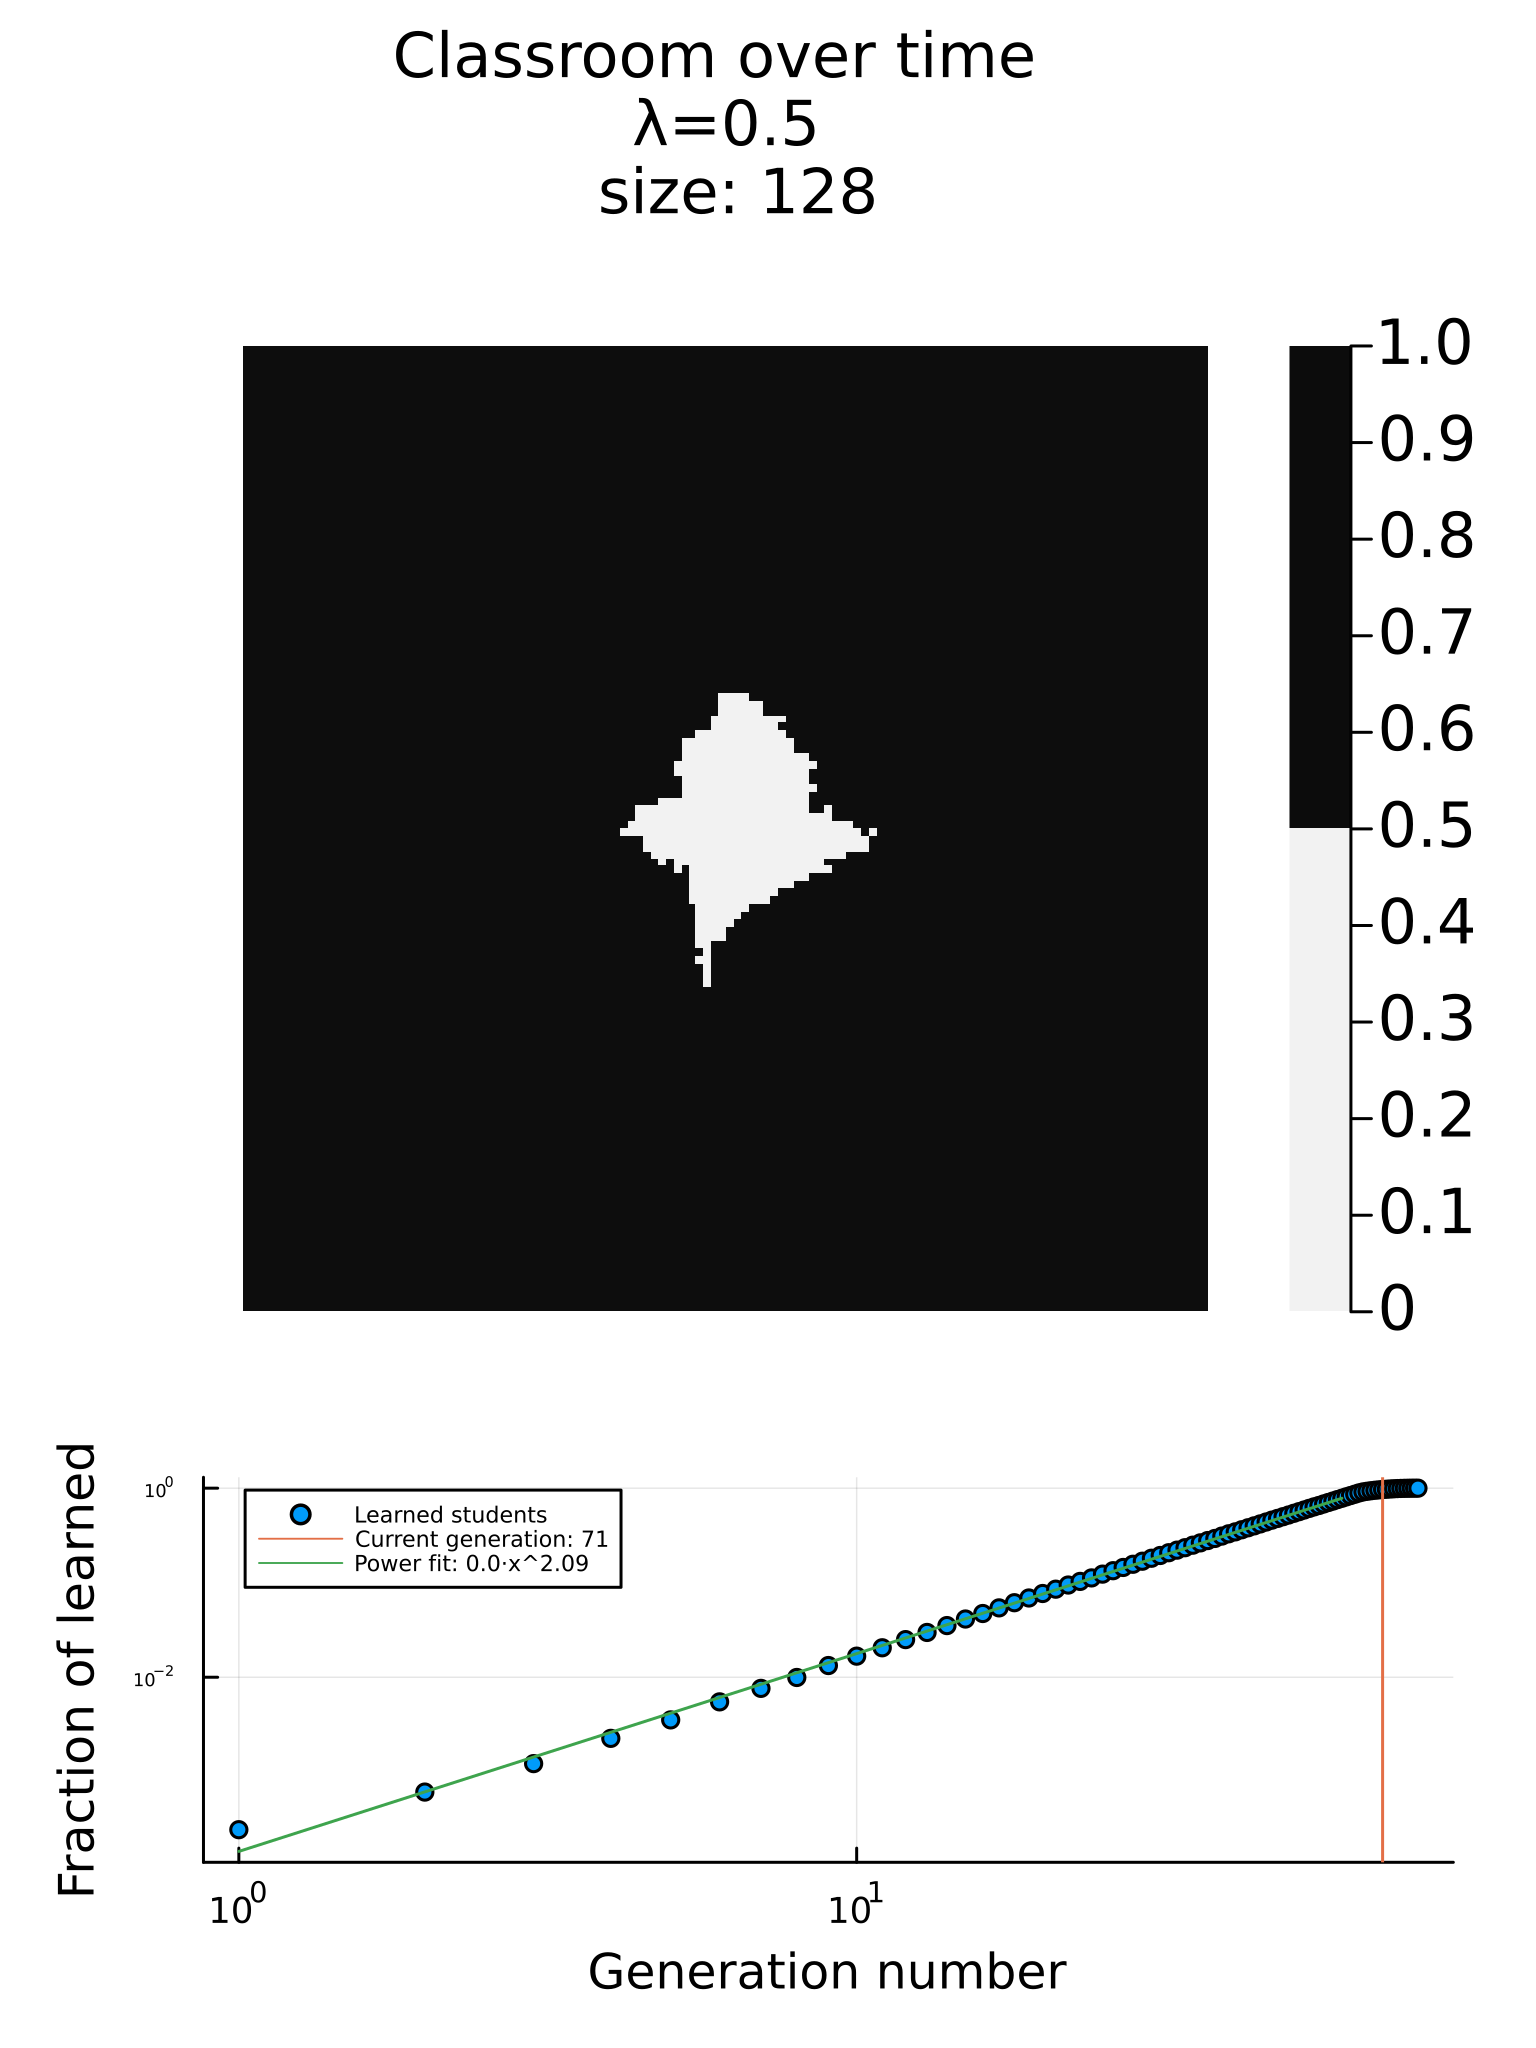 Classroom over time
λ=0.5
size: 128
1.0
0.9
0.8
0.7
0.6
0.5
0.4
0.3
0.2
0.1
0
Fraction of learned
10⁰
10⁻²
Learned students
Current generation: 71
Power fit: 0.0·x^2.09
10⁰
10¹
Generation number